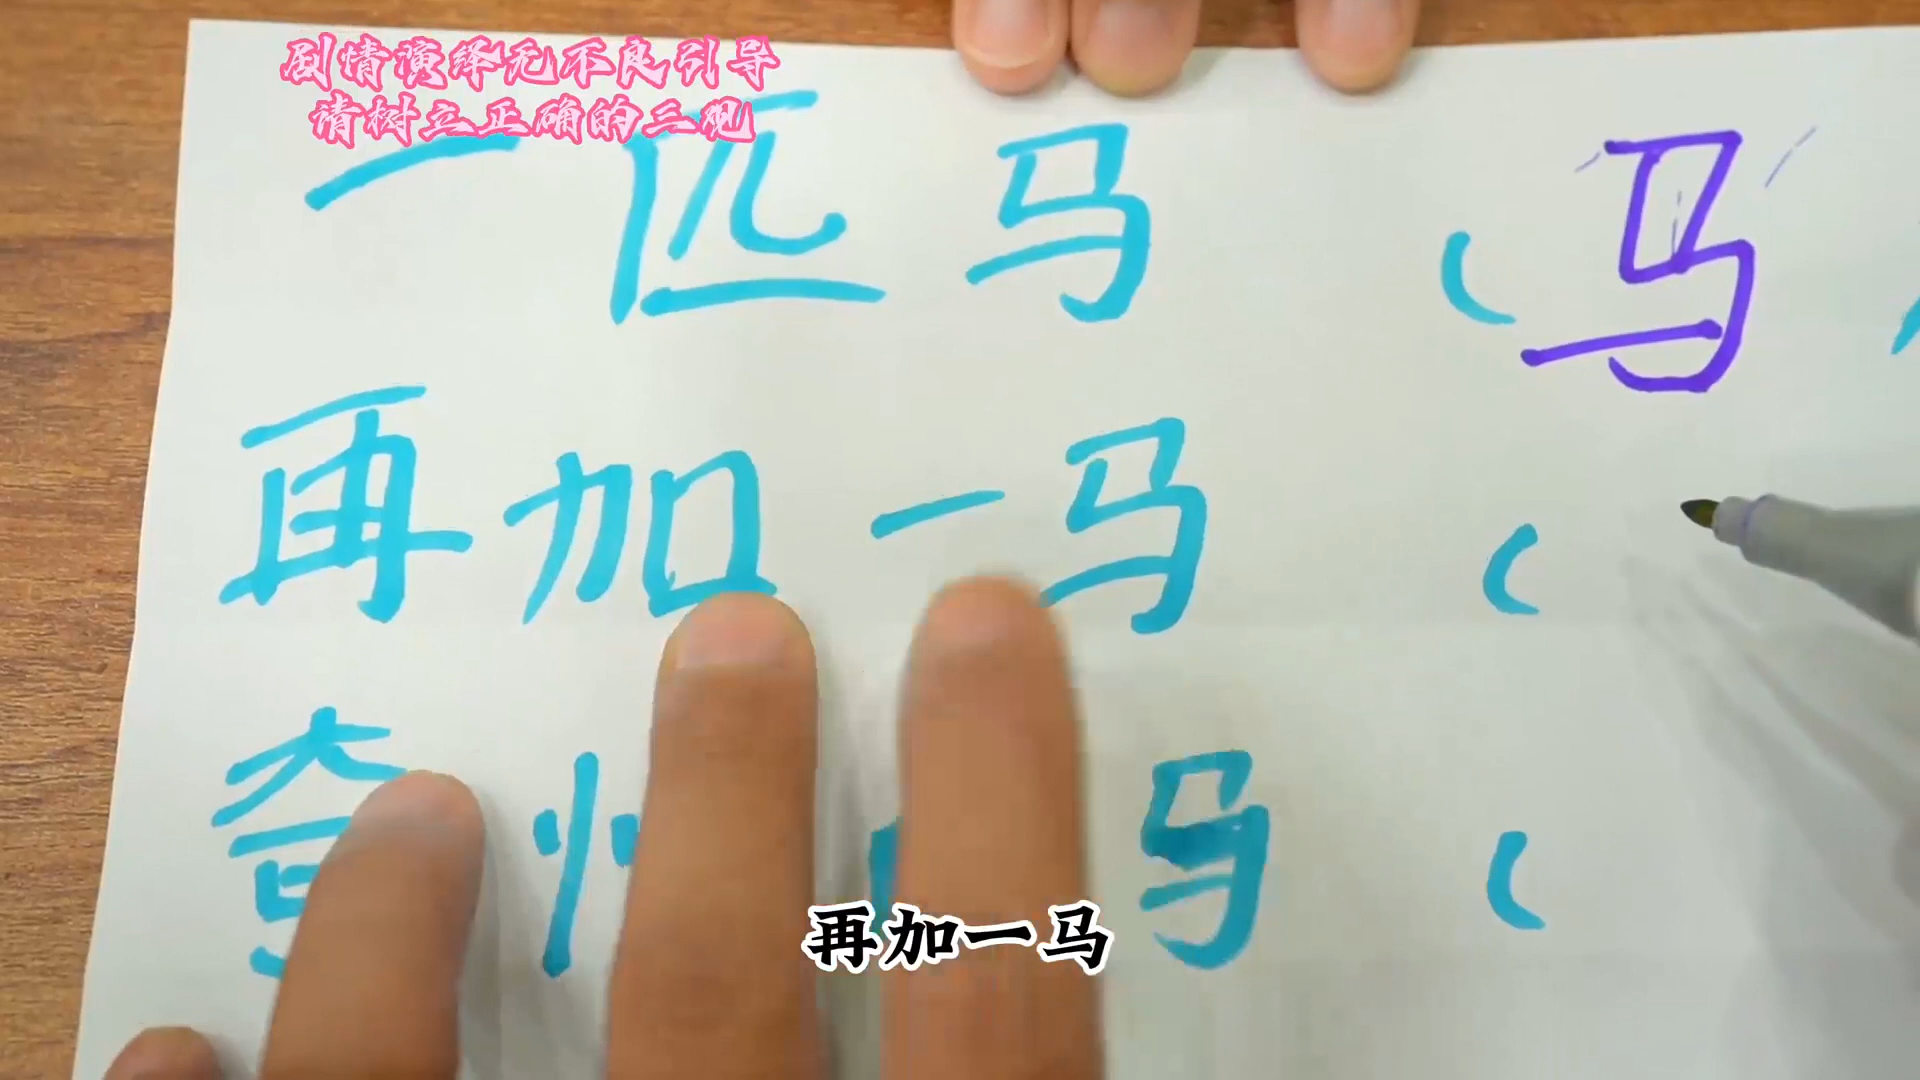 剧情演绎无不良引导
请树立正确的三观
一匹马 (马
再加一马 (
马 (
再加一马